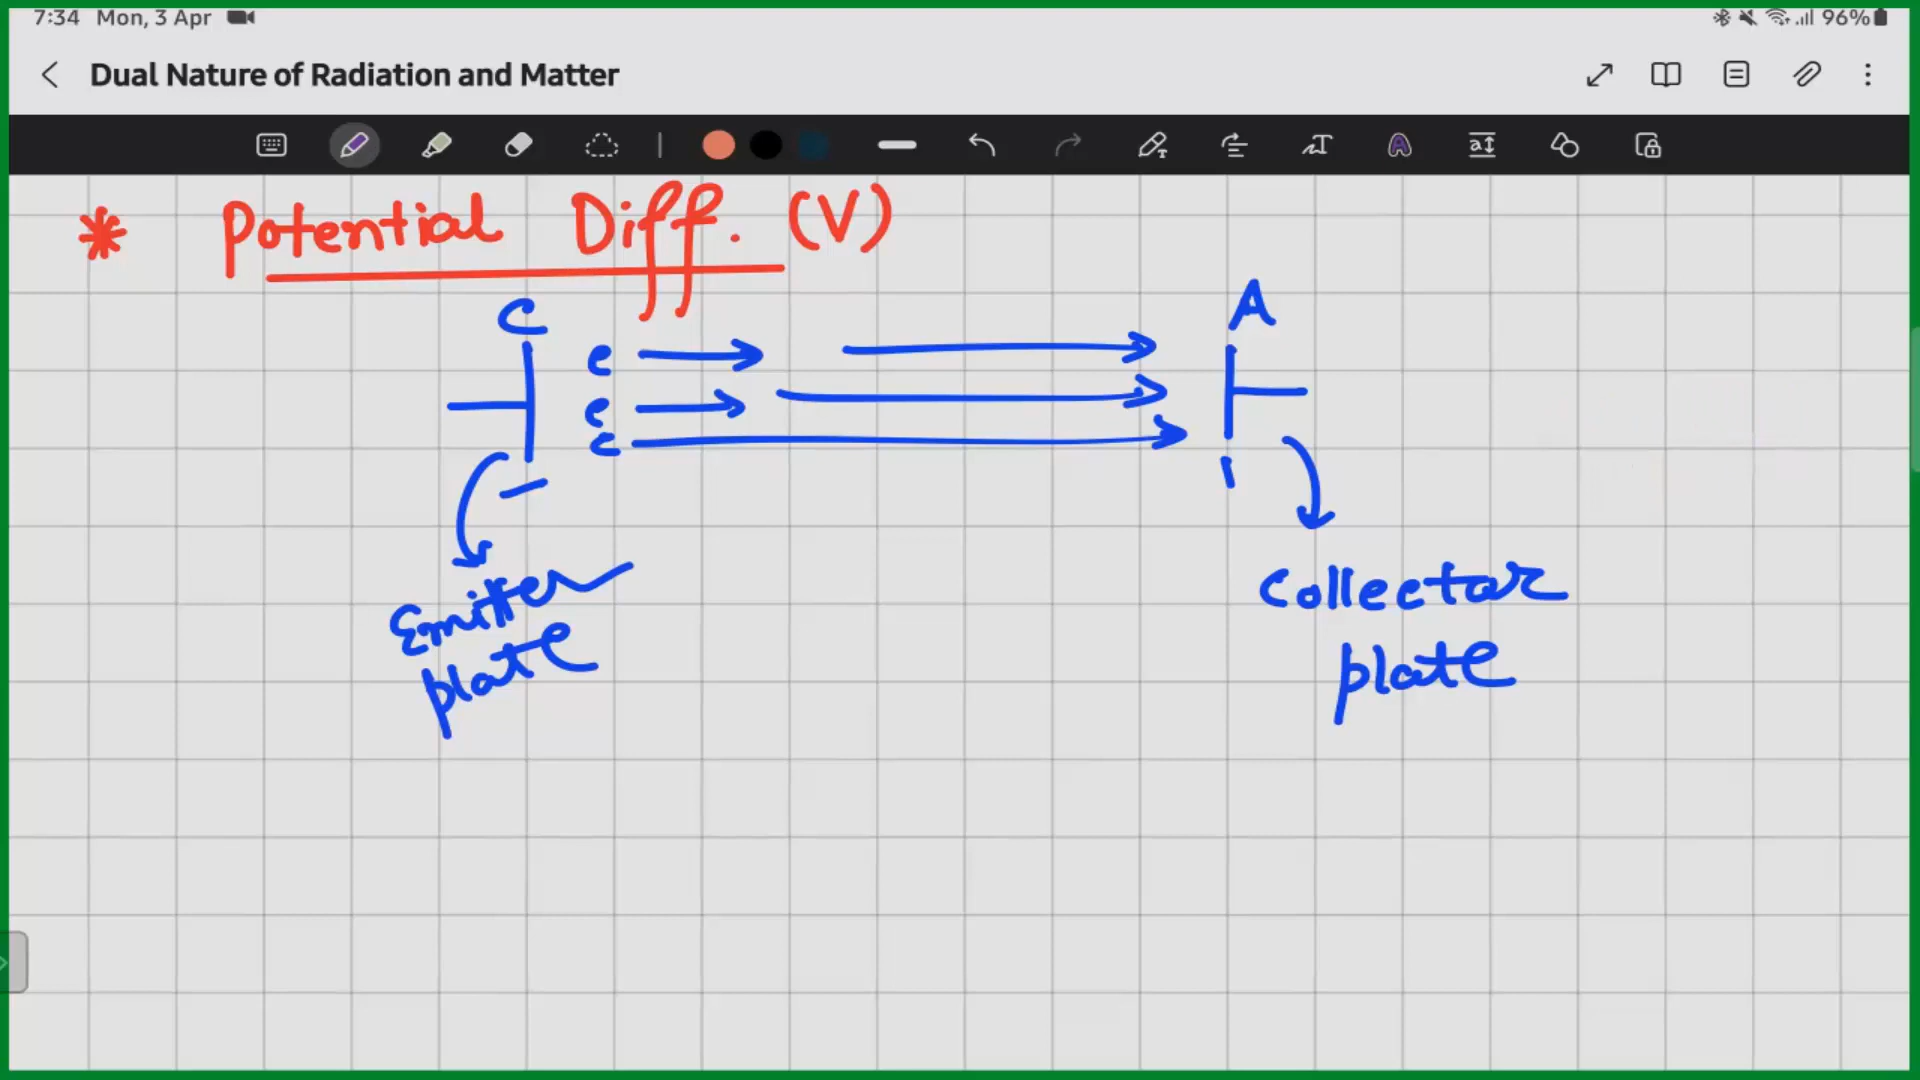 7:34 Mon, 3 Apr 96%
Dual Nature of Radiation and Matter
* Potential Diff. (V)
C A
e
e
e
Emitter
plate
Collector
plate